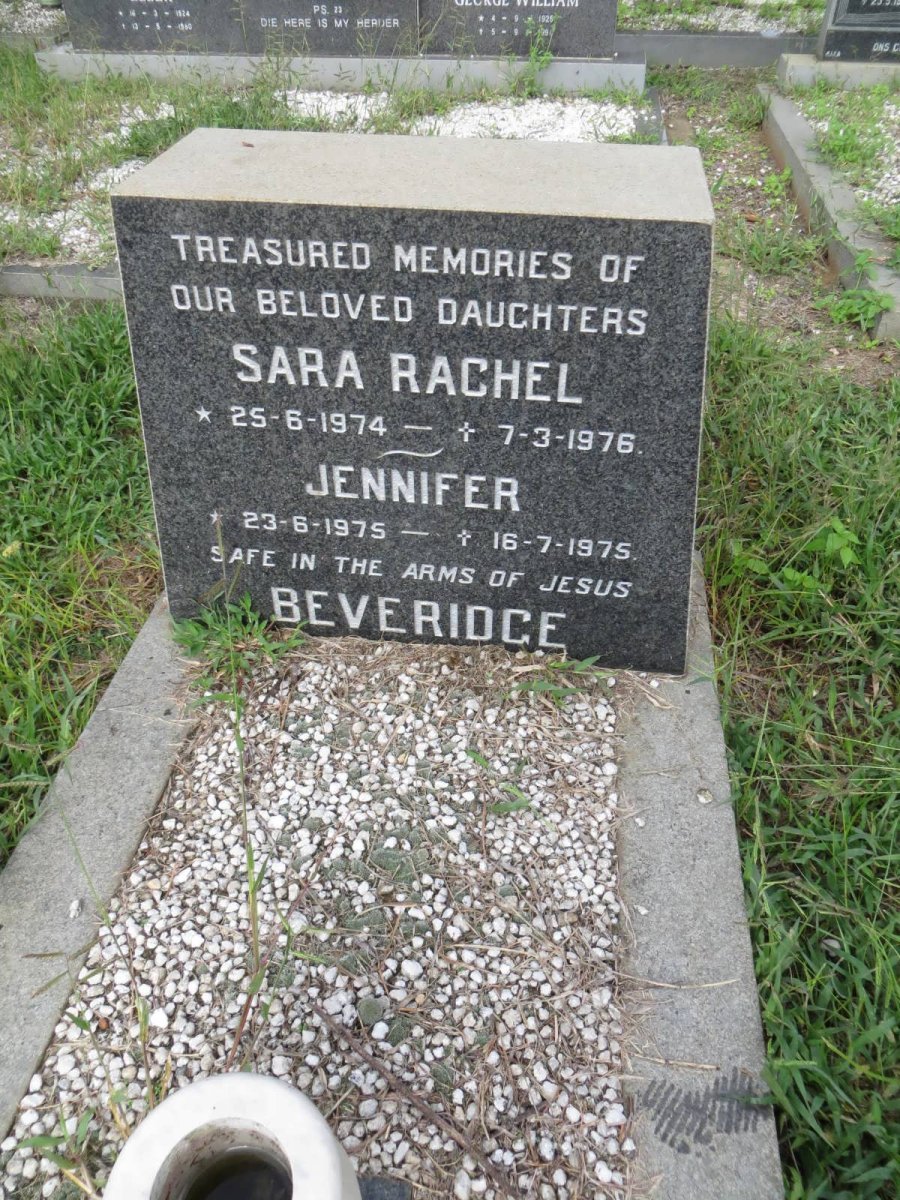 PS. 23
DIE HERE IS MY HERDER
GEORGE WILLIAM
ONS
TREASURED MEMORIES OF
OUR BELOVED DAUGHTERS
SARA RACHEL
★ 25-6-1974 — ✝ 7-3-1976.
JENNIFER
★ 23-6-1975 — ✝ 16-7-1975.
SAFE IN THE ARMS OF JESUS
BEVERIDGE